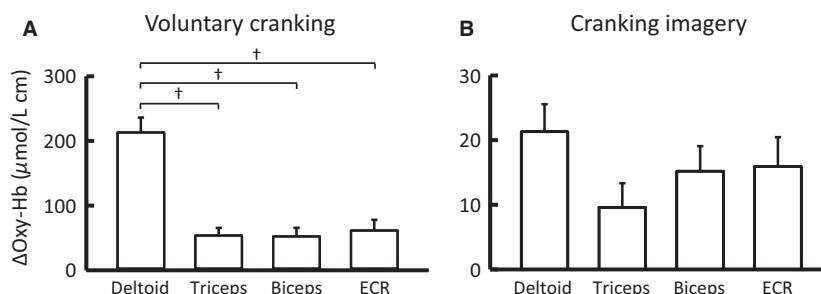 A Voluntary cranking
†
†
†
ΔOxy-Hb (μmol/L cm)
300
200
100
0
Deltoid Triceps Biceps ECR
B Cranking imagery
30
20
10
0
Deltoid Triceps Biceps ECR